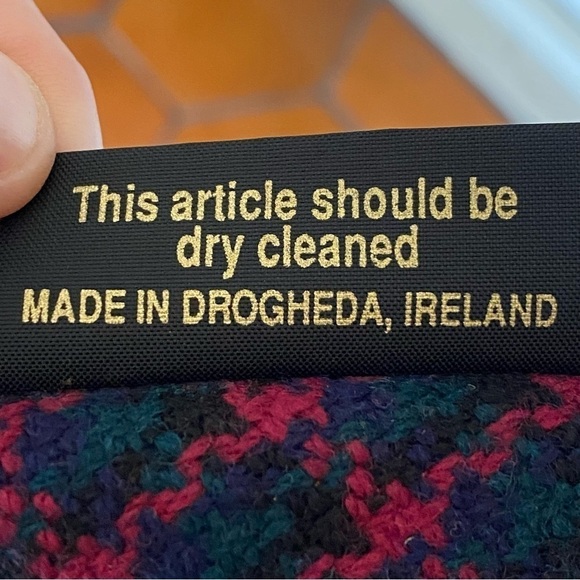 This article should be
dry cleaned
MADE IN DROGHEDA, IRELAND